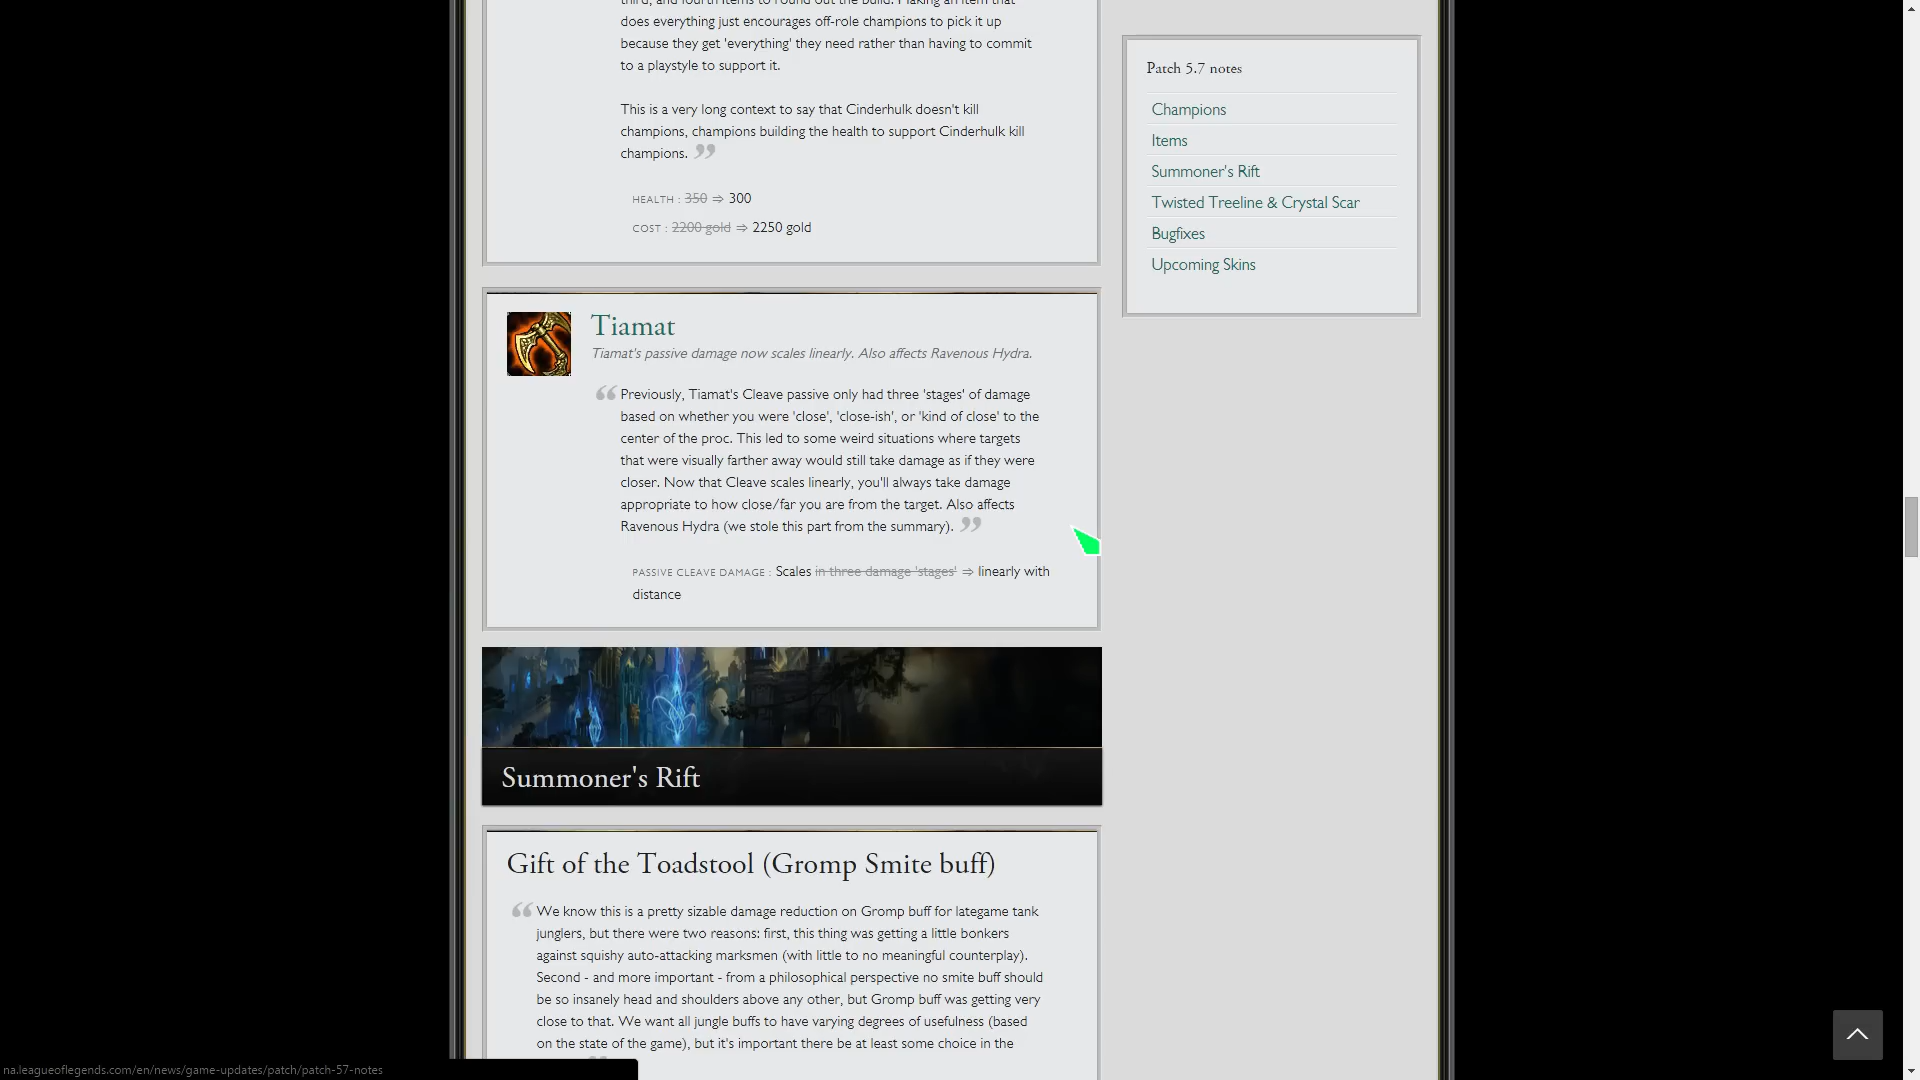 third, and fourth items to round out the build. Making an item that
does everything just encourages off-role champions to pick it up
because they get 'everything' they need rather than having to commit
to a playstyle to support it.
This is a very long context to say that Cinderhulk doesn't kill
champions, champions building the health to support Cinderhulk kill
champions. ”
HEALTH : 350 ⇒ 300
COST : 2200 gold ⇒ 2250 gold
Tiamat
Tiamat's passive damage now scales linearly. Also affects Ravenous Hydra.
“ Previously, Tiamat's Cleave passive only had three 'stages' of damage
based on whether you were 'close', 'close-ish', or 'kind of close' to the
center of the proc. This led to some weird situations where targets
that were visually farther away would still take damage as if they were
closer. Now that Cleave scales linearly, you'll always take damage
appropriate to how close/far you are from the target. Also affects
Ravenous Hydra (we stole this part from the summary). ”
PASSIVE CLEAVE DAMAGE : Scales in three damage 'stages' ⇒ linearly with
distance
Summoner's Rift
Gift of the Toadstool (Gromp Smite buff)
“ We know this is a pretty sizable damage reduction on Gromp buff for lategame tank
junglers, but there were two reasons: first, this thing was getting a little bonkers
against squishy auto-attacking marksmen (with little to no meaningful counterplay).
Second - and more important - from a philosophical perspective no smite buff should
be so insanely head and shoulders above any other, but Gromp buff was getting very
close to that. We want all jungle buffs to have varying degrees of usefulness (based
on the state of the game), but it's important there be at least some choice in the
Patch 5.7 notes
Champions
Items
Summoner's Rift
Twisted Treeline & Crystal Scar
Bugfixes
Upcoming Skins
na.leagueoflegends.com/en/news/game-updates/patch/patch-57-notes